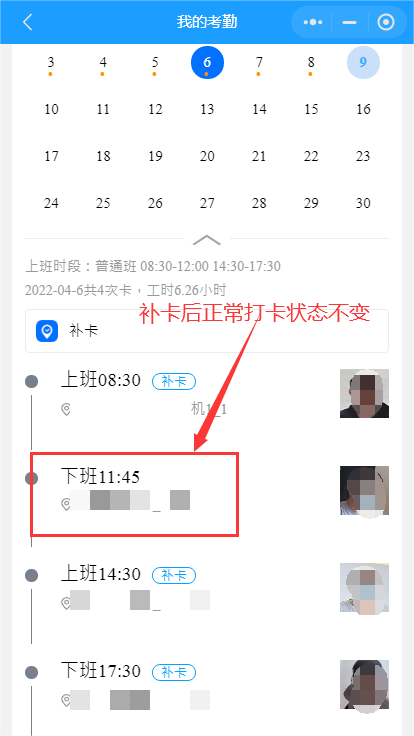 我的考勤
3 4 5 6 7 8 9
10 11 12 13 14 15 16
17 18 19 20 21 22 23
24 25 26 27 28 29 30
上班时段：普通班 08:30-12:00 14:30-17:30
2022-04-6共4次卡，工时6.26小时
补卡后正常打卡状态不变
补卡
上班08:30 补卡
机1_1
下班11:45
_
上班14:30 补卡
_
下班17:30 补卡